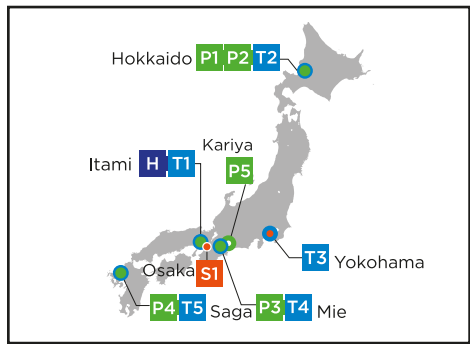 Hokkaido P1 P2 T2
Kariya
Itami H T1
P5
T3 Yokohama
Osaka S1
P4 T5 Saga P3 T4 Mie